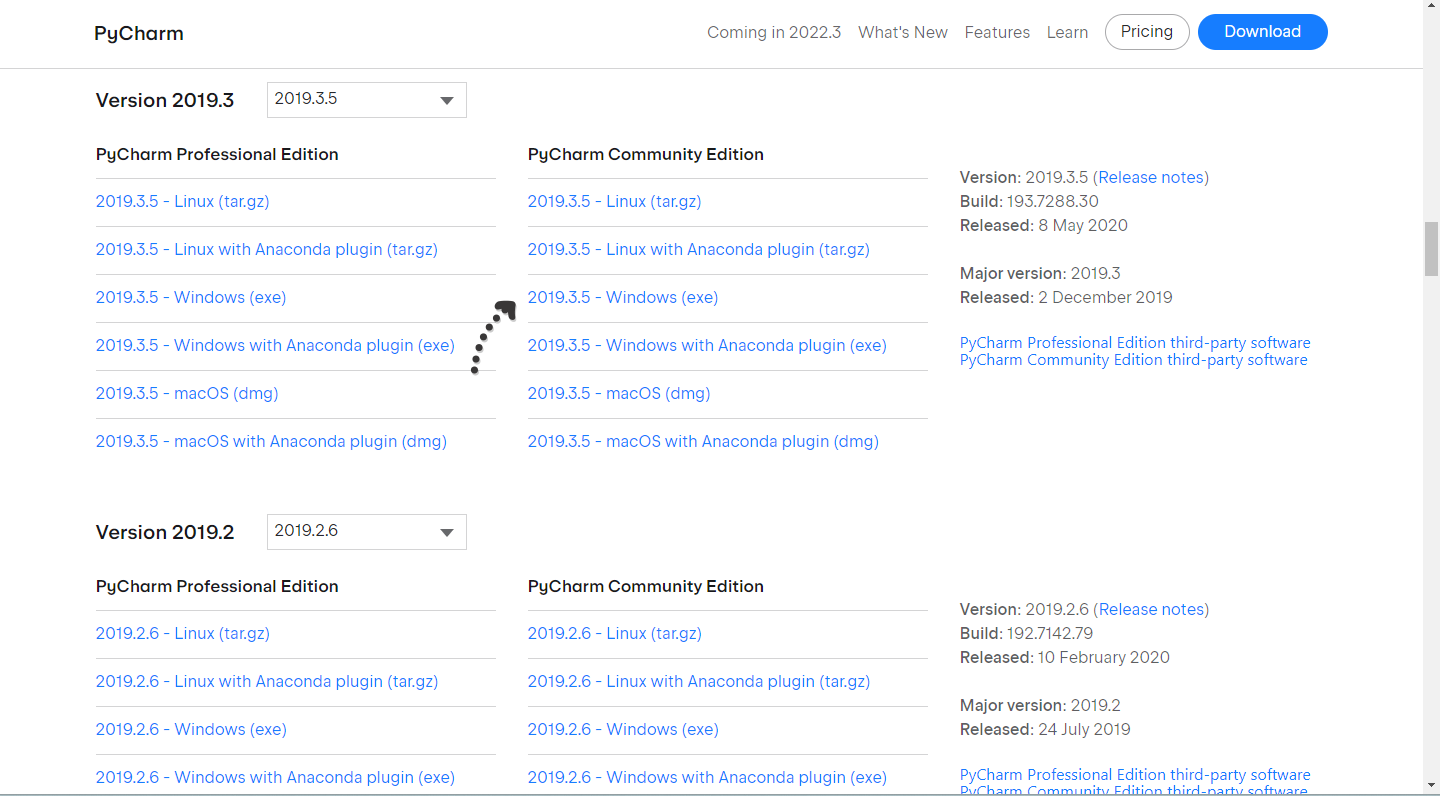 PyCharm
Coming in 2022.3 What's New Features Learn Pricing Download
Version 2019.3 2019.3.5
PyCharm Professional Edition
2019.3.5 - Linux (tar.gz)
2019.3.5 - Linux with Anaconda plugin (tar.gz)
2019.3.5 - Windows (exe)
2019.3.5 - Windows with Anaconda plugin (exe)
2019.3.5 - macOS (dmg)
2019.3.5 - macOS with Anaconda plugin (dmg)
PyCharm Community Edition
2019.3.5 - Linux (tar.gz)
2019.3.5 - Linux with Anaconda plugin (tar.gz)
2019.3.5 - Windows (exe)
2019.3.5 - Windows with Anaconda plugin (exe)
2019.3.5 - macOS (dmg)
2019.3.5 - macOS with Anaconda plugin (dmg)
Version: 2019.3.5 (Release notes)
Build: 193.7288.30
Released: 8 May 2020
Major version: 2019.3
Released: 2 December 2019
PyCharm Professional Edition third-party software
PyCharm Community Edition third-party software
Version 2019.2 2019.2.6
PyCharm Professional Edition
2019.2.6 - Linux (tar.gz)
2019.2.6 - Linux with Anaconda plugin (tar.gz)
2019.2.6 - Windows (exe)
2019.2.6 - Windows with Anaconda plugin (exe)
PyCharm Community Edition
2019.2.6 - Linux (tar.gz)
2019.2.6 - Linux with Anaconda plugin (tar.gz)
2019.2.6 - Windows (exe)
2019.2.6 - Windows with Anaconda plugin (exe)
Version: 2019.2.6 (Release notes)
Build: 192.7142.79
Released: 10 February 2020
Major version: 2019.2
Released: 24 July 2019
PyCharm Professional Edition third-party software
PyCharm Community Edition third-party software